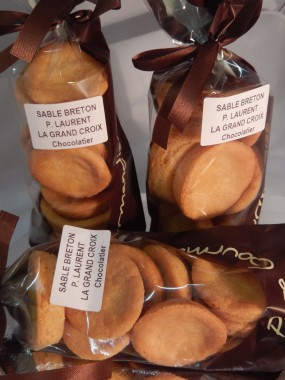 SABLE BRETON
P. LAURENT
LA GRAND CROIX
Chocolatier
SABLE BRETON
P. LAURENT
LA GRAND CROIX
Chocolatier
SABLE BRETON
P. LAURENT
LA GRAND CROIX
Chocolatier